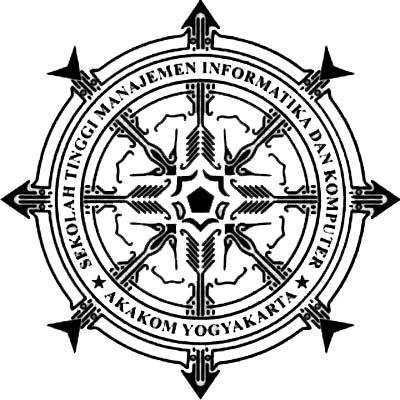 SEKOLAH TINGGI MANAJEMEN INFORMATIKA DAN KOMPUTER
AKAKOM YOGYAKARTA